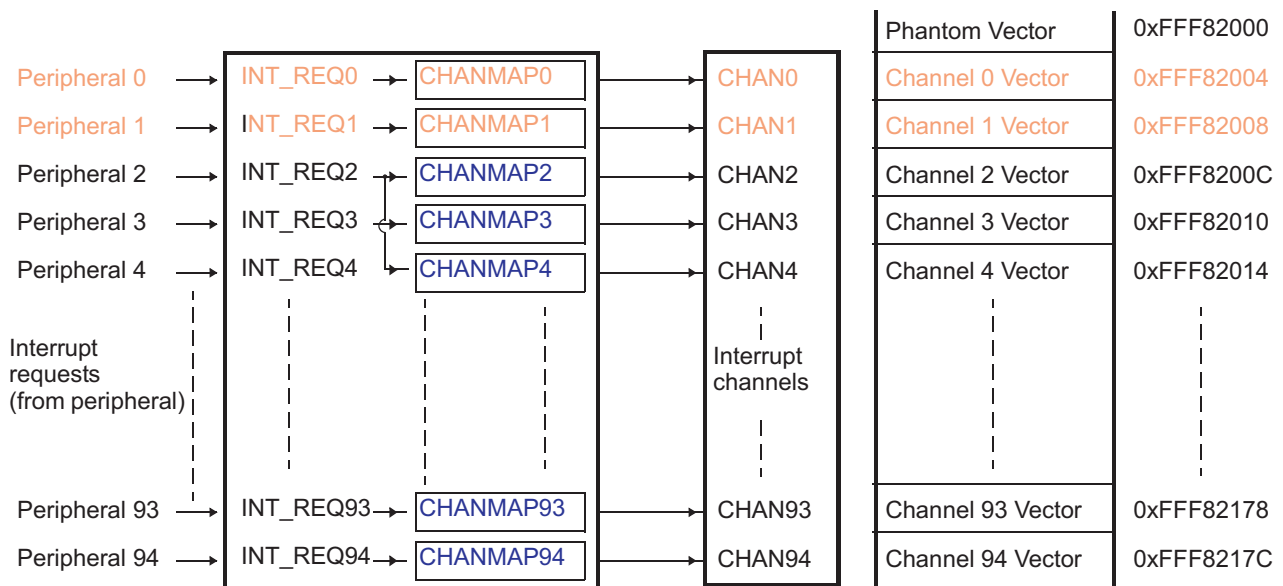 Phantom Vector 0xFFF82000
Peripheral 0 INT_REQ0 CHANMAP0 CHAN0 Channel 0 Vector 0xFFF82004
Peripheral 1 INT_REQ1 CHANMAP1 CHAN1 Channel 1 Vector 0xFFF82008
Peripheral 2 INT_REQ2 CHANMAP2 CHAN2 Channel 2 Vector 0xFFF8200C
Peripheral 3 INT_REQ3 CHANMAP3 CHAN3 Channel 3 Vector 0xFFF82010
Peripheral 4 INT_REQ4 CHANMAP4 CHAN4 Channel 4 Vector 0xFFF82014
Interrupt
requests
(from peripheral)
Interrupt
channels
Peripheral 93 INT_REQ93 CHANMAP93 CHAN93 Channel 93 Vector 0xFFF82178
Peripheral 94 INT_REQ94 CHANMAP94 CHAN94 Channel 94 Vector 0xFFF8217C